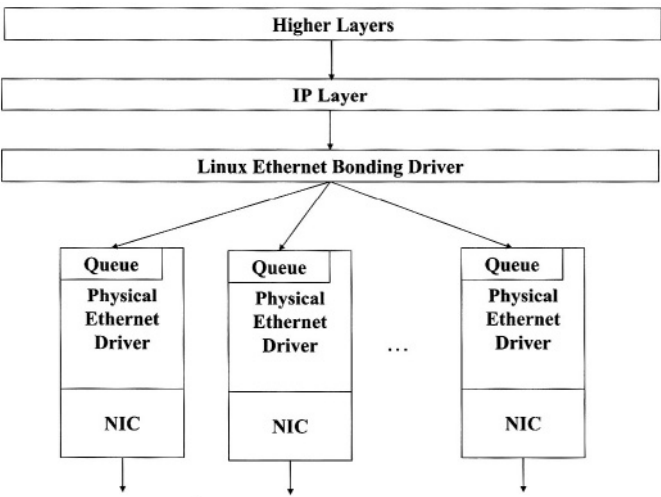 Higher Layers
IP Layer
Linux Ethernet Bonding Driver
Queue
Physical
Ethernet
Driver
NIC
Queue
Physical
Ethernet
Driver
NIC
...
Queue
Physical
Ethernet
Driver
NIC